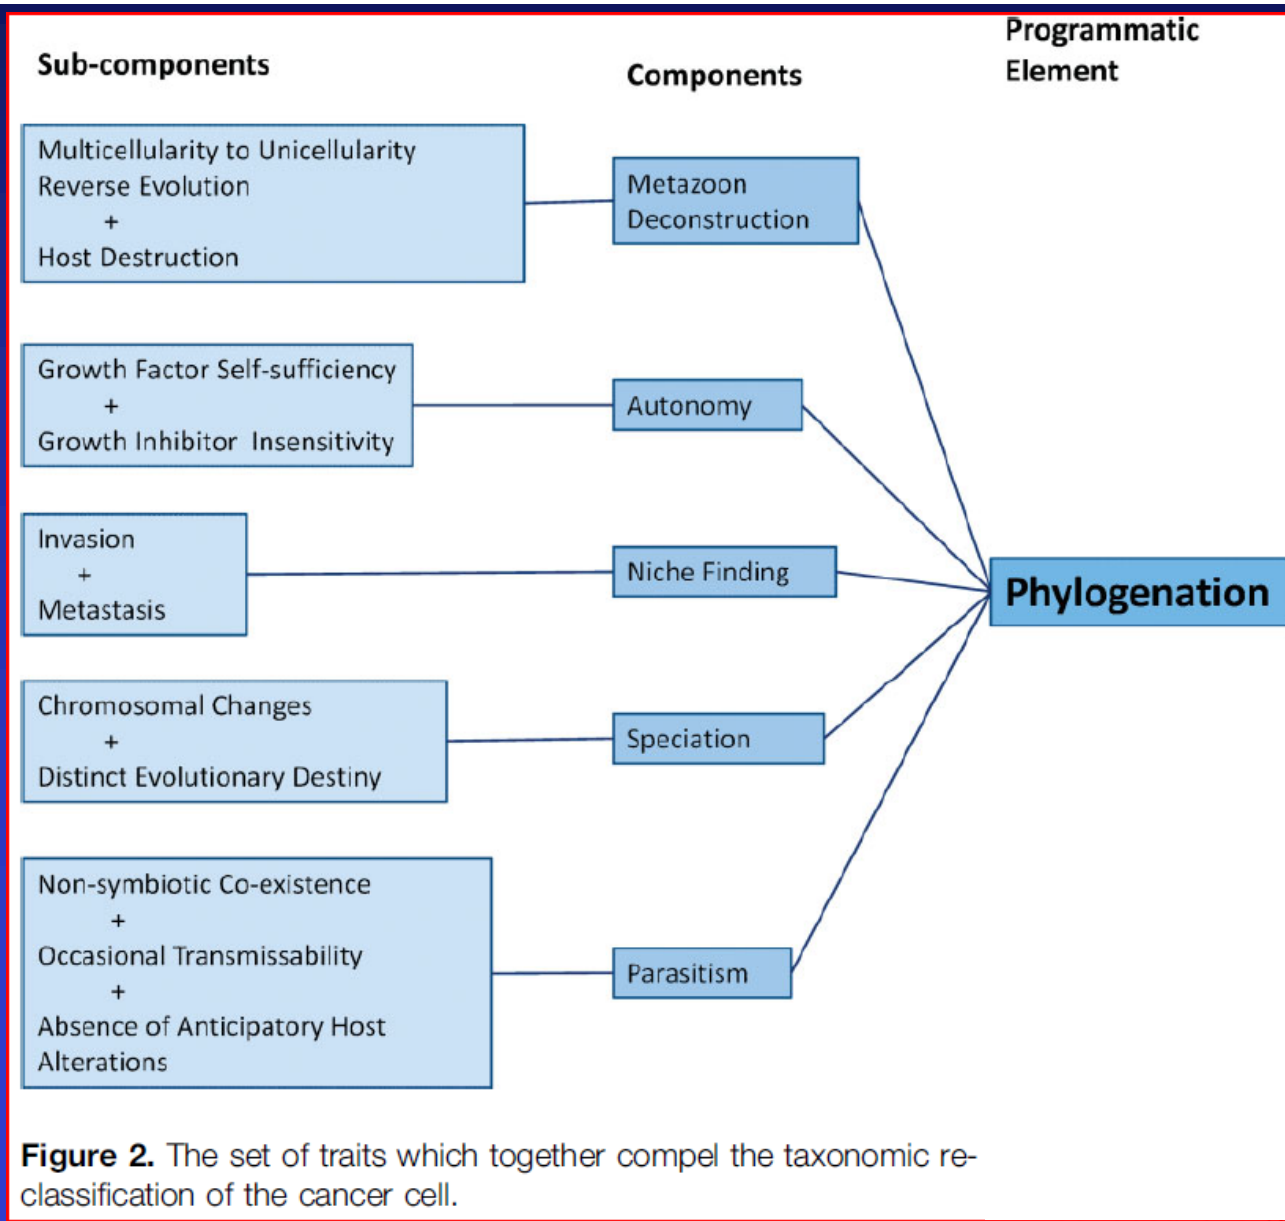 Sub-components
Components
Programmatic
Element
Multicellularity to Unicellularity
Reverse Evolution
+
Host Destruction
Metazoon
Deconstruction
Growth Factor Self-sufficiency
+
Growth Inhibitor Insensitivity
Autonomy
Invasion
+
Metastasis
Niche Finding
Phylogenation
Chromosomal Changes
+
Distinct Evolutionary Destiny
Speciation
Non-symbiotic Co-existence
+
Occasional Transmissability
+
Absence of Anticipatory Host
Alterations
Parasitism
Figure 2. The set of traits which together compel the taxonomic re-
classification of the cancer cell.